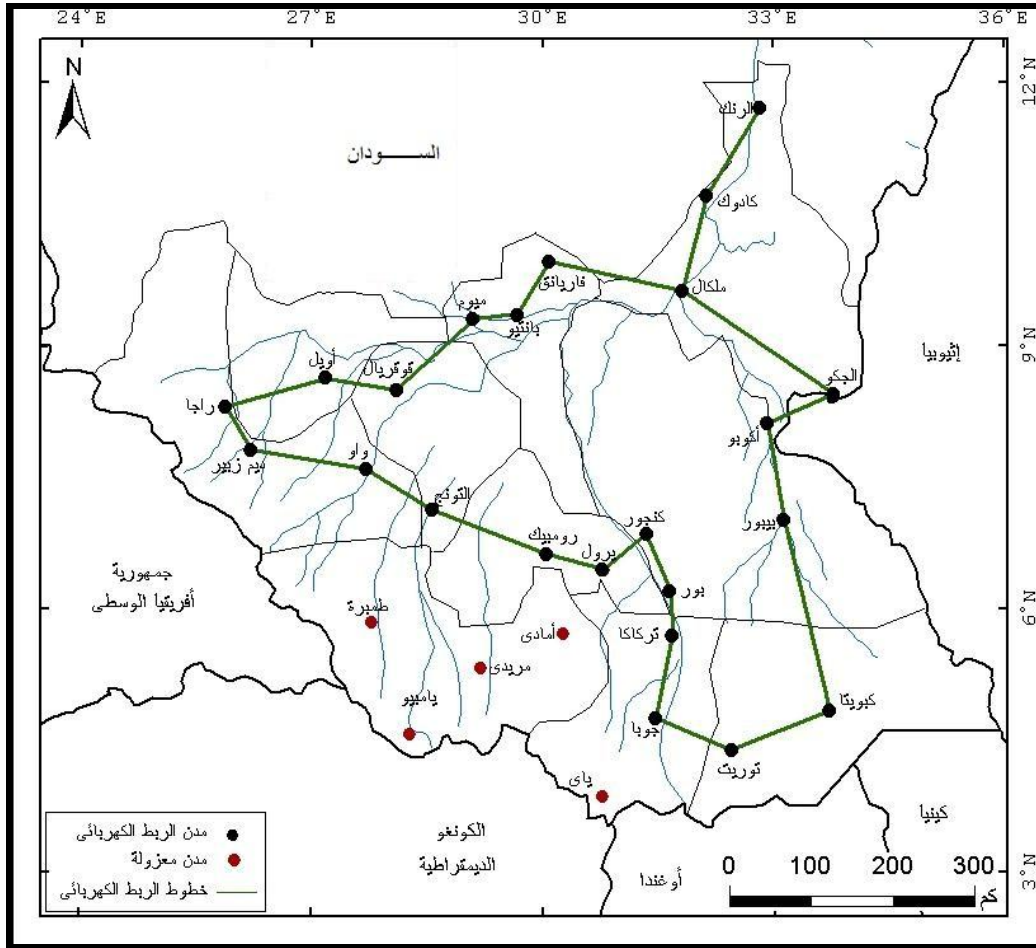 24°E 27°E 30°E 33°E 36°E
12°N
9°N
6°N
3°N
N
الســـودان
الرنك
كادوك
ملكال
فاريانق
ميوم
بانتيو
أويل
قوقريال
راجا
ديم زبير
واو
التونج
رومبيك
يرول
كنجور
بور
تركاكا
جوبا
توريت
كبويتا
بيبور
أكوبو
الجكو
إثيوبيا
طمبرة
أمادى
مريدى
يامبيو
ياى
جمهورية
أفريقيا الوسطى
الكونغو
الديمقراطية
أوغندا
كينيا
مدن الربط الكهربائى
مدن معزولة
خطوط الربط الكهربائى
0 100 200 300
كم